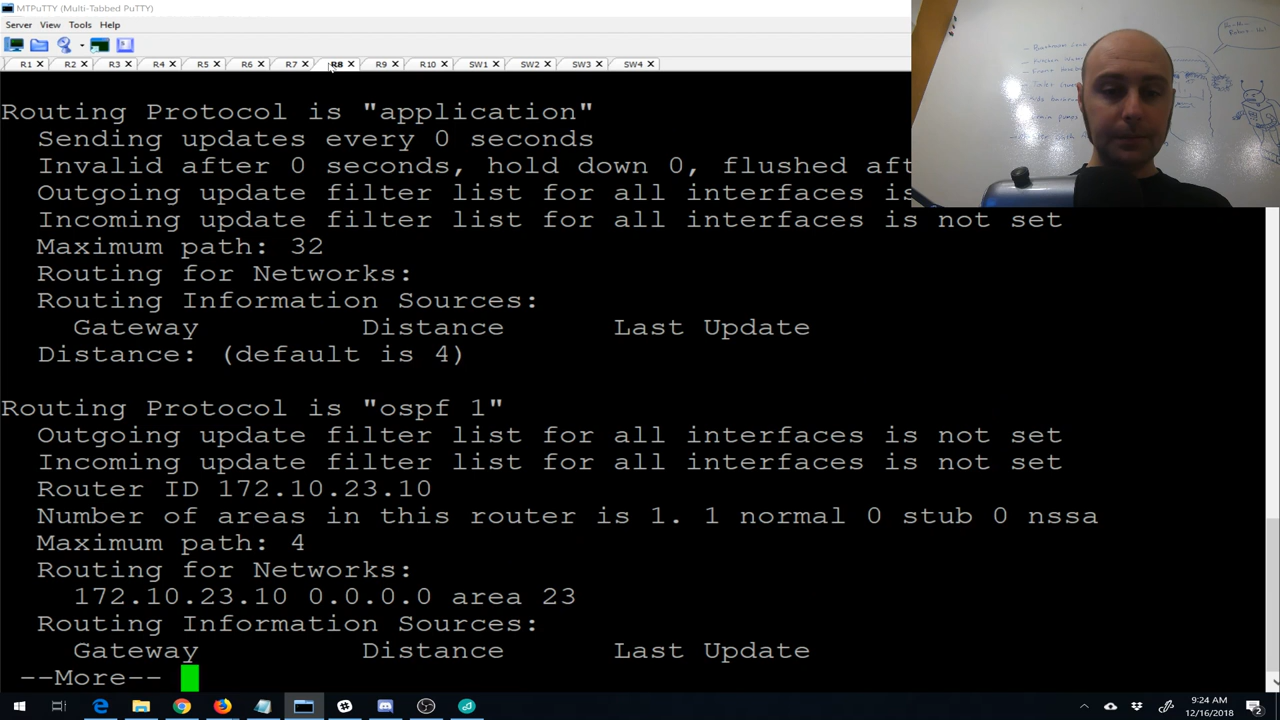 MTPuTTY (Multi-Tabbed PuTTY)
Server View Tools Help
R1 R2 R3 R4 R5 R6 R7 R8 R9 R10 SW1 SW2 SW3 SW4
Routing Protocol is "application"
Sending updates every 0 seconds
Invalid after 0 seconds, hold down 0, flushed
Outgoing update filter list for all interfaces is
Incoming update filter list for all interfaces is not set
Maximum path: 32
Routing for Networks:
Routing Information Sources:
Gateway Distance Last Update
Distance: (default is 4)
Routing Protocol is "ospf 1"
Outgoing update filter list for all interfaces is not set
Incoming update filter list for all interfaces is not set
Router ID 172.10.23.10
Number of areas in this router is 1. 1 normal 0 stub 0 nssa
Maximum path: 4
Routing for Networks:
172.10.23.10 0.0.0.0 area 23
Routing Information Sources:
Gateway Distance Last Update
--More--
9:24 AM
12/16/2018
2